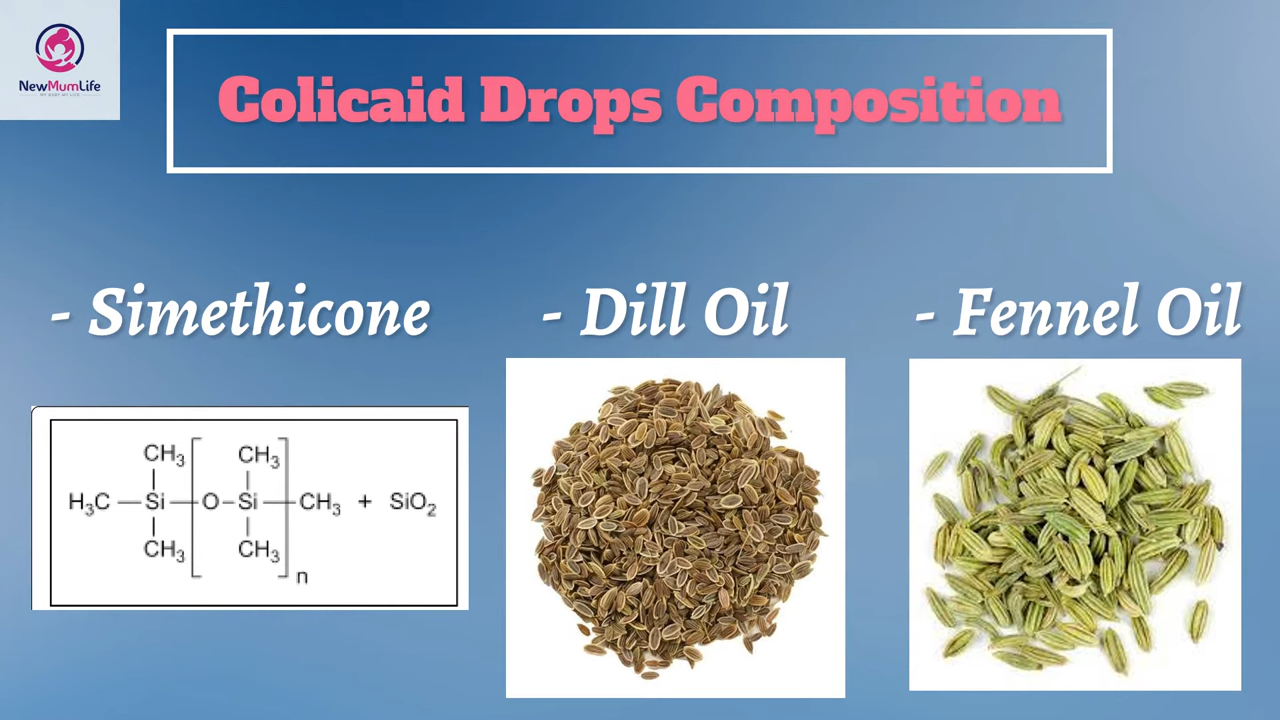 NewMumLife
Colicaid Drops Composition
- Simethicone
- Dill Oil
- Fennel Oil
CH3 CH3
H3C — Si — O — Si — CH3 + SiO2
CH3 CH3
n